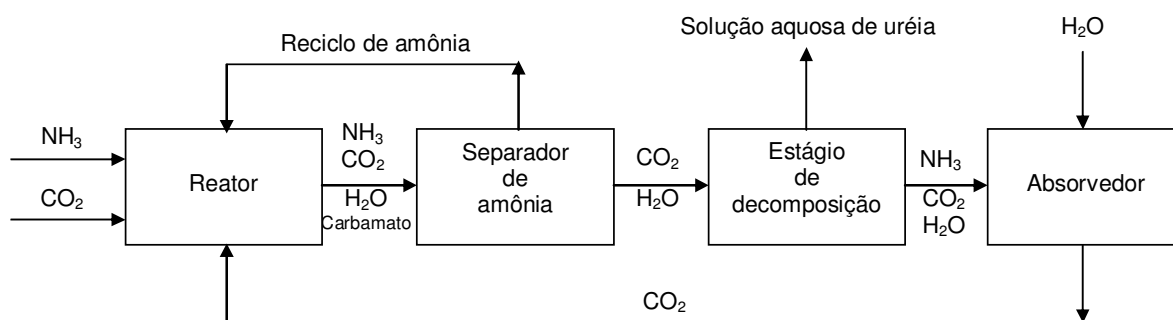 Reciclo de amônia
Solução aquosa de uréia
H₂O
NH₃
CO₂
Reator
NH₃
CO₂
H₂O
Carbamato
Separador
de
amônia
CO₂
H₂O
Estágio
de
decomposição
NH₃
CO₂
H₂O
Absorvedor
CO₂